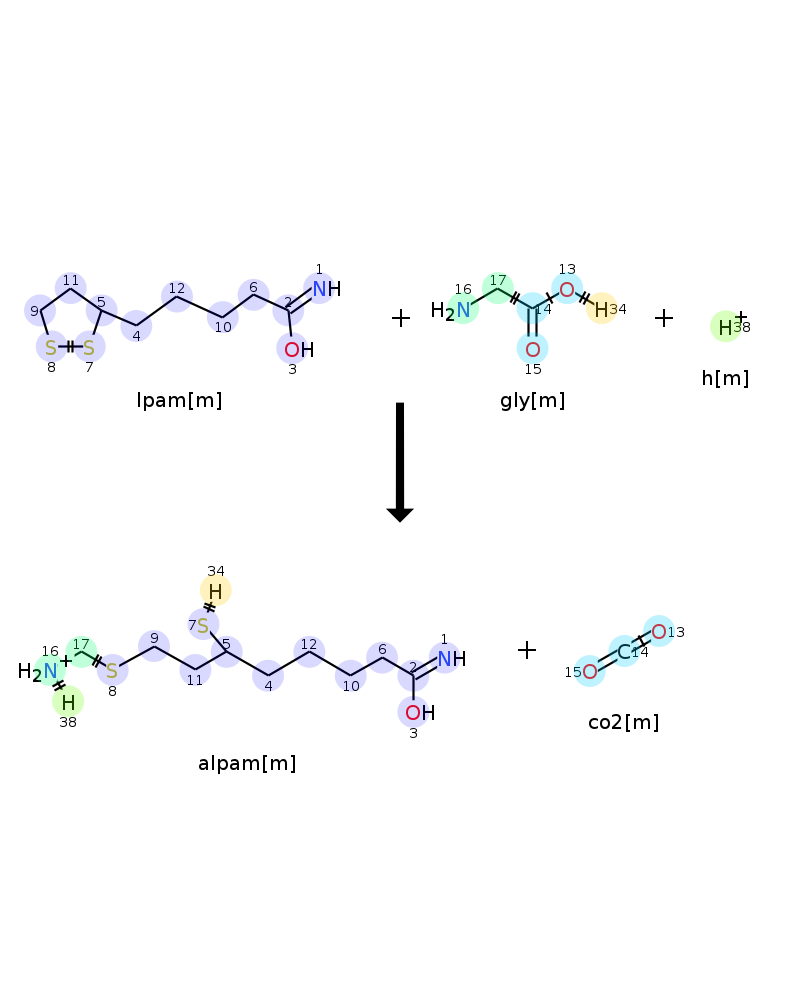 1
11 12 6 2 NH
9 5 10
S S 4 OH
8 7 3
lpam[m]
+
16 17 13
H2N 14 O H34
O
15
gly[m]
+
H+ 38
h[m]
34
H
7 S
16 17 9 5 12 6 1
H2N+ S 11 4 10 2 NH
H 8 OH
38 3
alpam[m]
+
O 13
15 O C 14
co2[m]